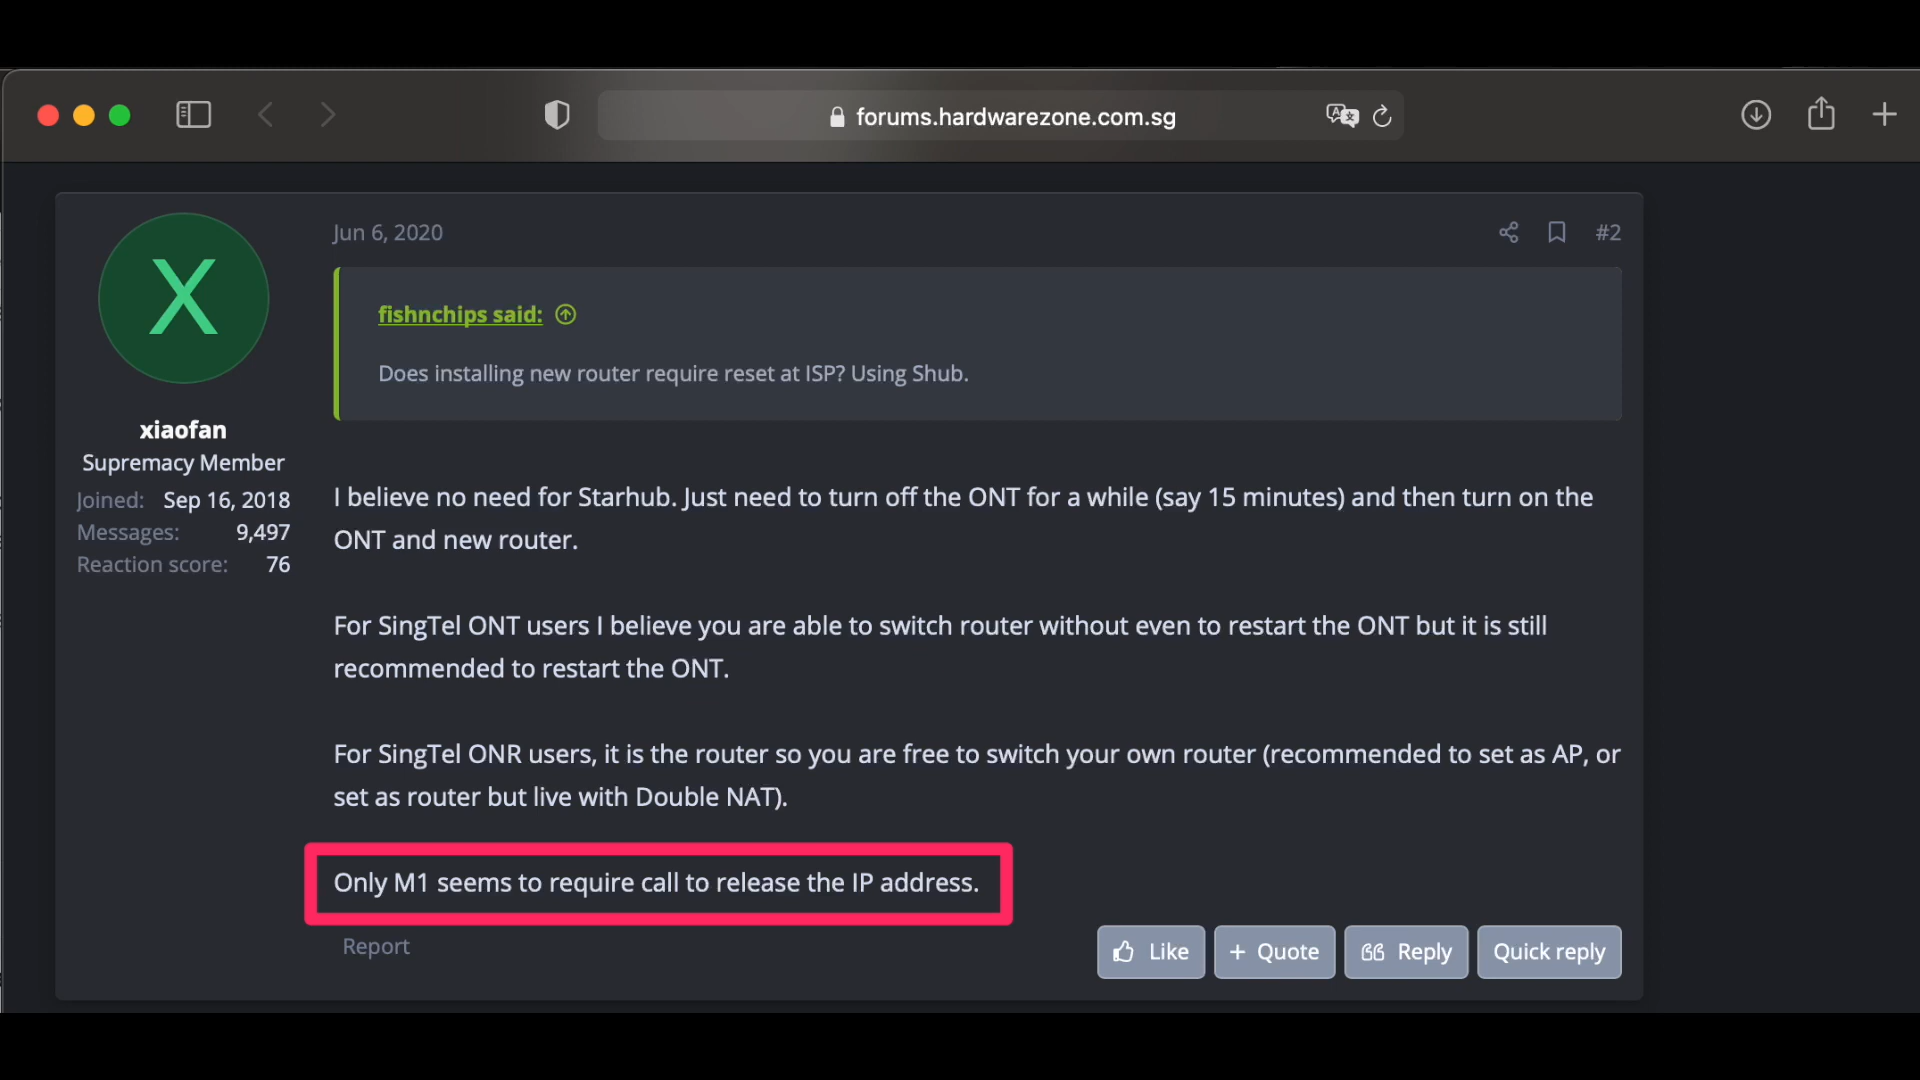 forums.hardwarezone.com.sg
X
xiaofan
Supremacy Member
Joined: Sep 16, 2018
Messages: 9,497
Reaction score: 76
Jun 6, 2020
#2
fishnchips said:
Does installing new router require reset at ISP? Using Shub.
I believe no need for Starhub. Just need to turn off the ONT for a while (say 15 minutes) and then turn on the
ONT and new router.
For SingTel ONT users I believe you are able to switch router without even to restart the ONT but it is still
recommended to restart the ONT.
For SingTel ONR users, it is the router so you are free to switch your own router (recommended to set as AP, or
set as router but live with Double NAT).
Only M1 seems to require call to release the IP address.
Report
Like
+ Quote
Reply
Quick reply